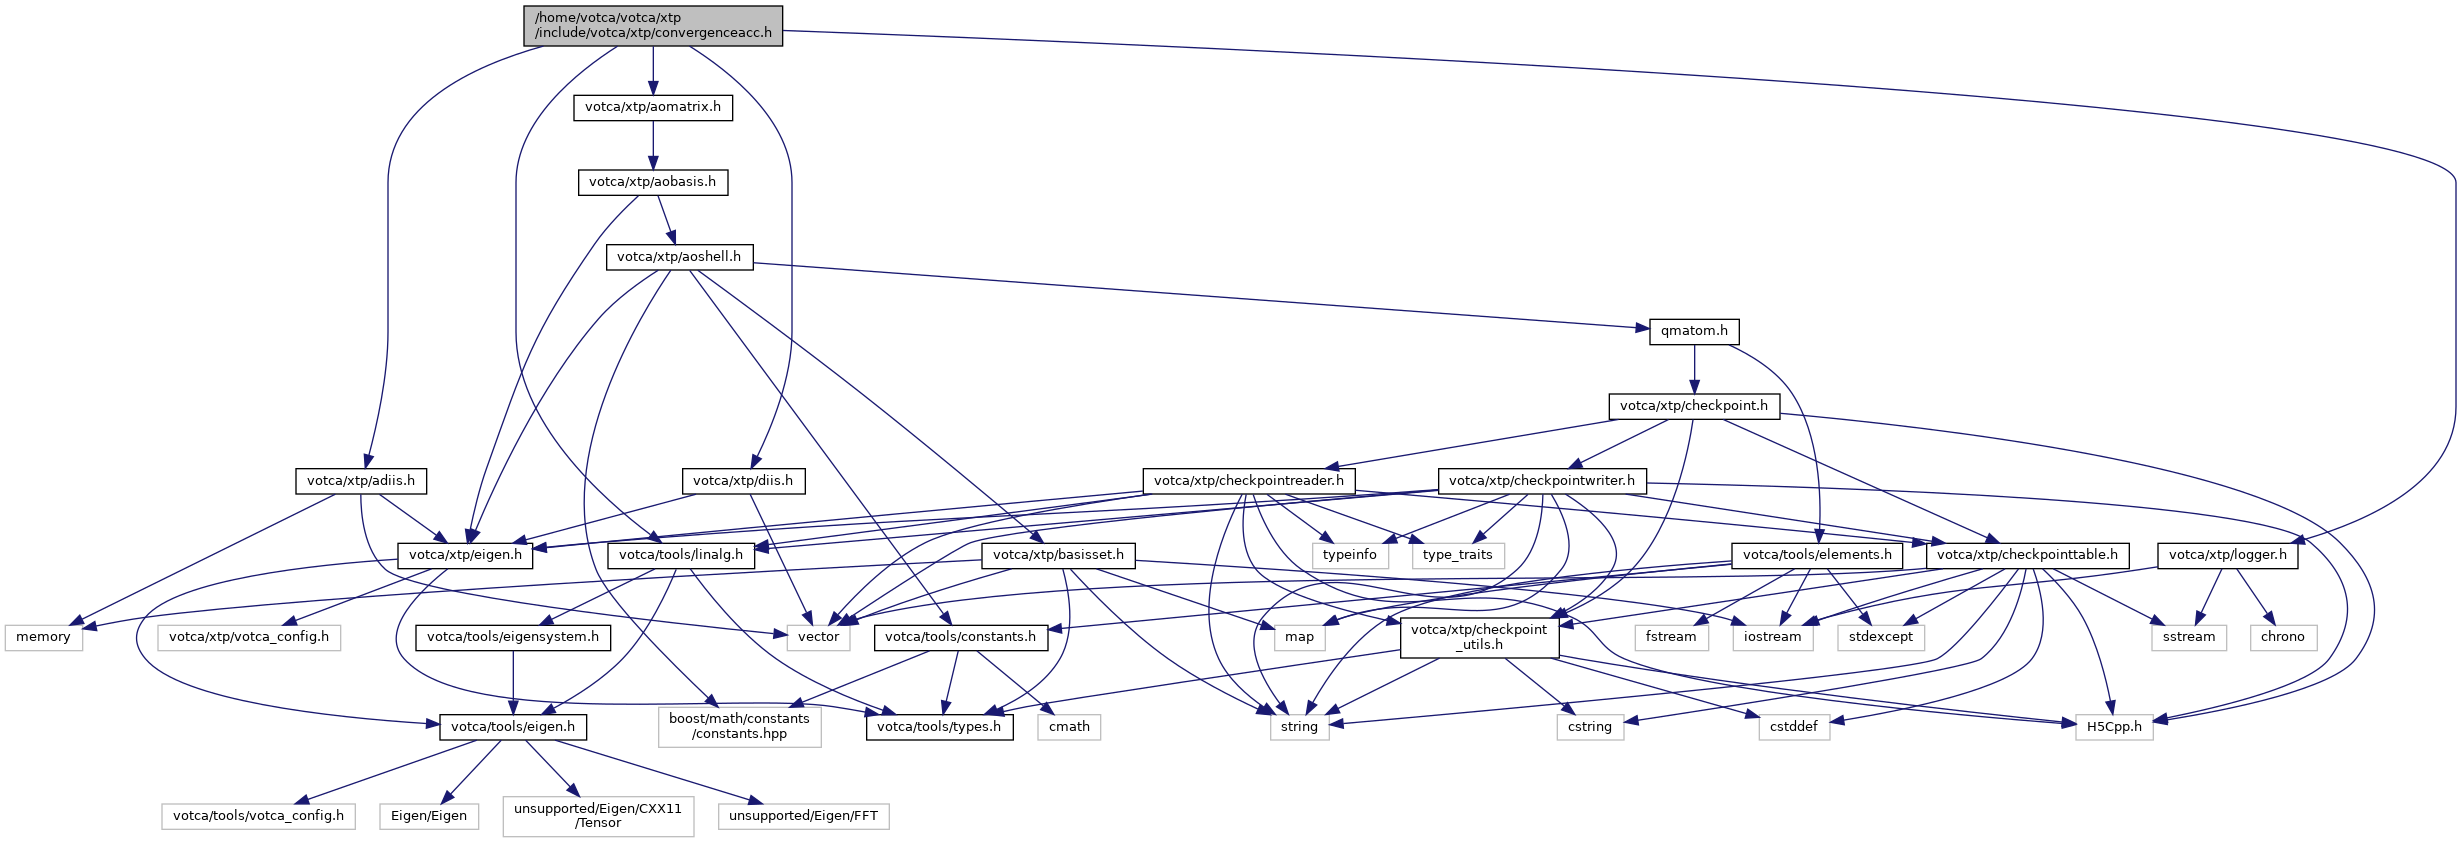 /home/votca/votca/xtp
/include/votca/xtp/convergenceacc.h
votca/xtp/aomatrix.h
votca/xtp/aobasis.h
votca/xtp/aoshell.h
qmatom.h
votca/xtp/checkpoint.h
votca/xtp/adiis.h
votca/xtp/diis.h
votca/xtp/checkpointreader.h
votca/xtp/checkpointwriter.h
votca/xtp/eigen.h
votca/tools/linalg.h
votca/xtp/basisset.h
typeinfo
type_traits
votca/tools/elements.h
votca/xtp/checkpointtable.h
votca/xtp/logger.h
memory
votca/xtp/votca_config.h
votca/tools/eigensystem.h
vector
votca/tools/constants.h
map
votca/xtp/checkpoint
_utils.h
fstream
iostream
stdexcept
sstream
chrono
votca/tools/eigen.h
boost/math/constants
/constants.hpp
votca/tools/types.h
cmath
string
cstring
cstddef
H5Cpp.h
votca/tools/votca_config.h
Eigen/Eigen
unsupported/Eigen/CXX11
/Tensor
unsupported/Eigen/FFT